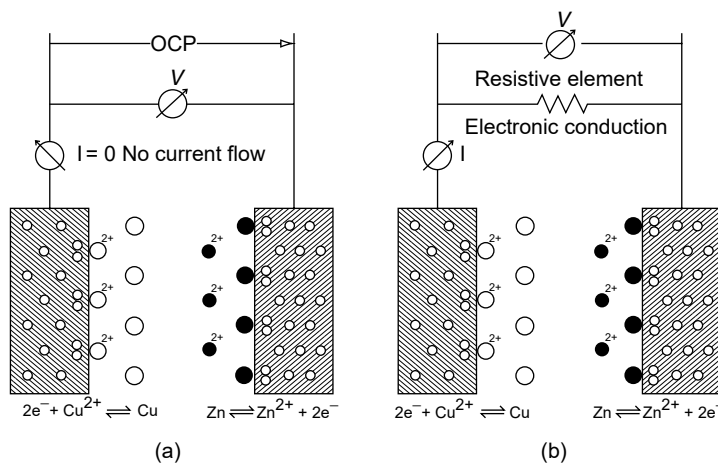 OCP
V
I = 0 No current flow
2+
2+
2+
2+
2+
2+
2e⁻ + Cu²⁺ ⇌ Cu
Zn ⇌ Zn²⁺ + 2e⁻
(a)
V
Resistive element
Electronic conduction
I
2+
2+
2+
2+
2+
2+
2e⁻ + Cu²⁺ ⇌ Cu
Zn ⇌ Zn²⁺ + 2e⁻
(b)